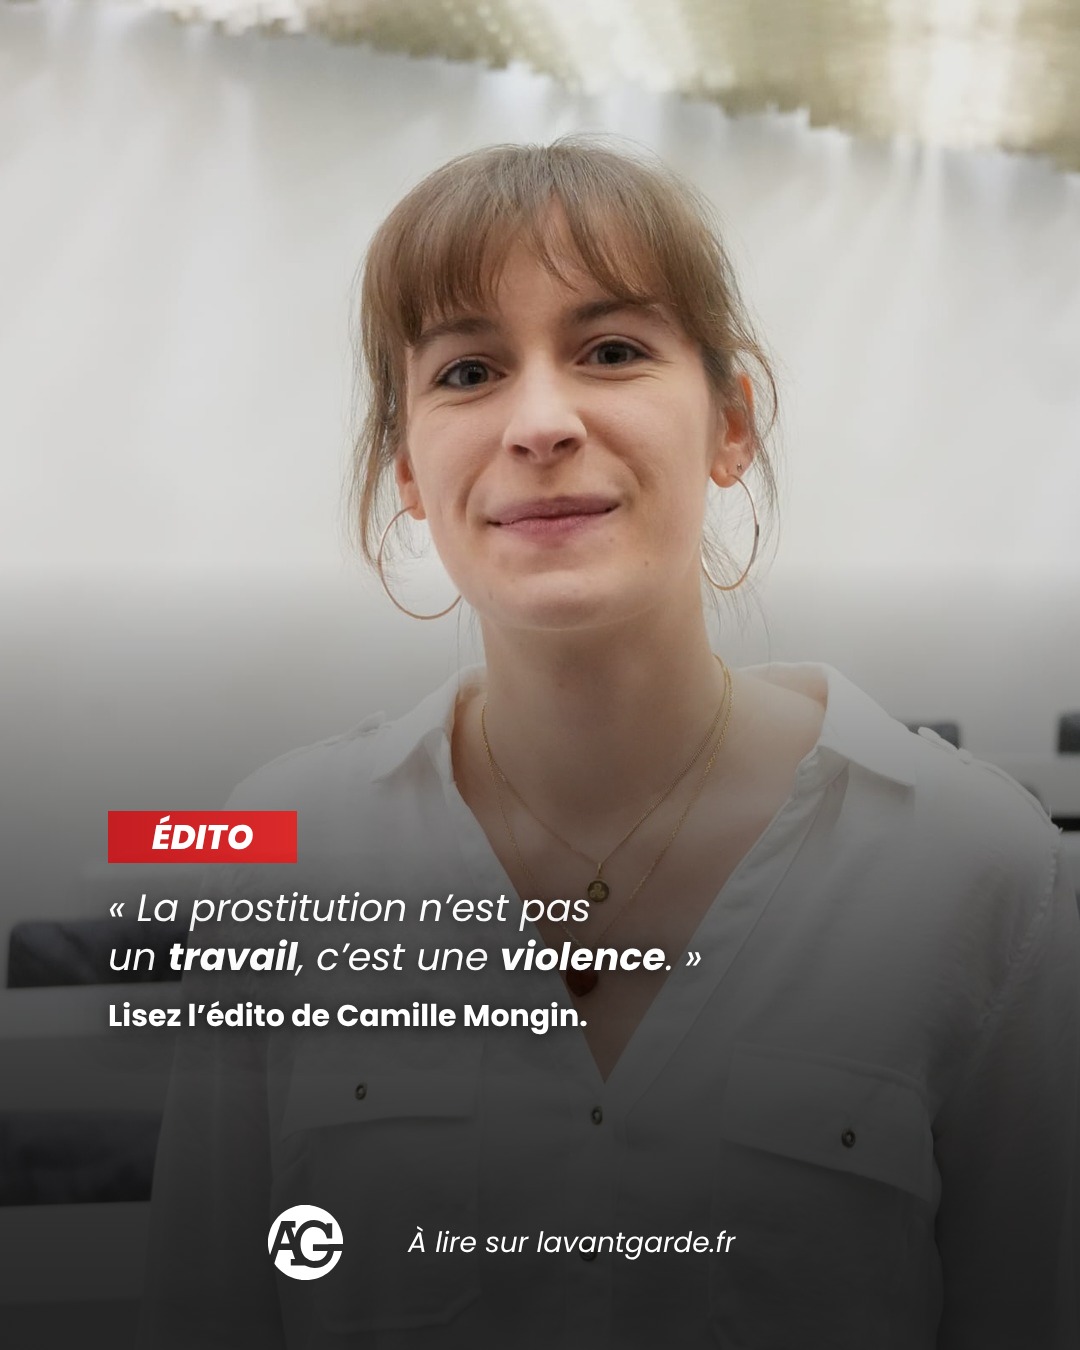 ÉDITO
« La prostitution n’est pas
un travail, c’est une violence. »
Lisez l’édito de Camille Mongin.
AG
À lire sur lavantgarde.fr